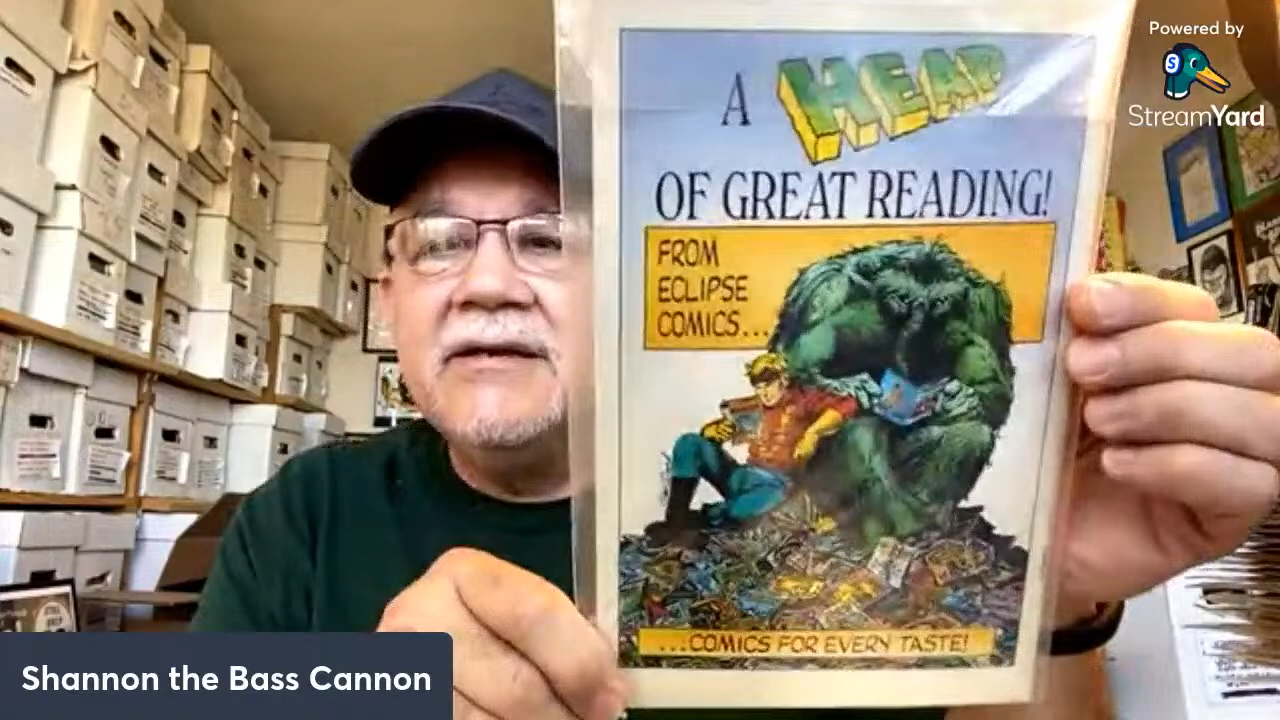 Powered by
StreamYard
A HEAP
OF GREAT READING!
FROM
ECLIPSE
COMICS...
...COMICS FOR EVERY TASTE!
Shannon the Bass Cannon